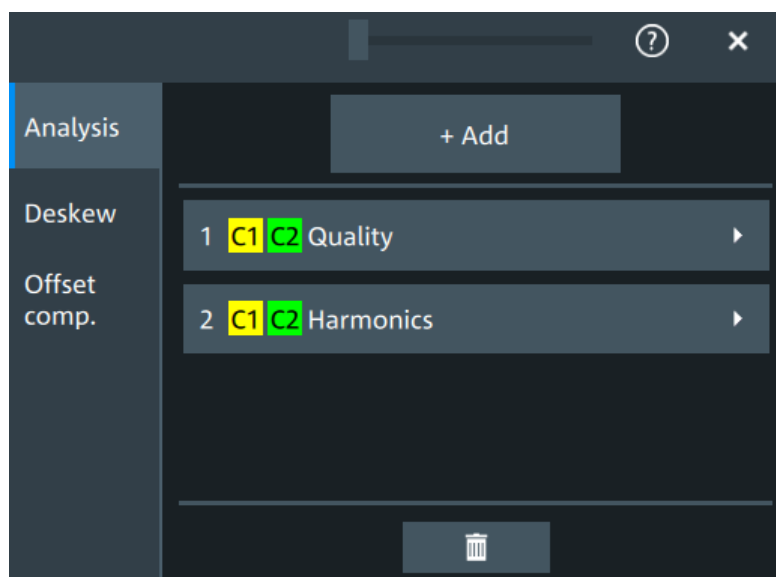 ?
Analysis
+ Add
Deskew
1 C1 C2 Quality
Offset
comp.
2 C1 C2 Harmonics